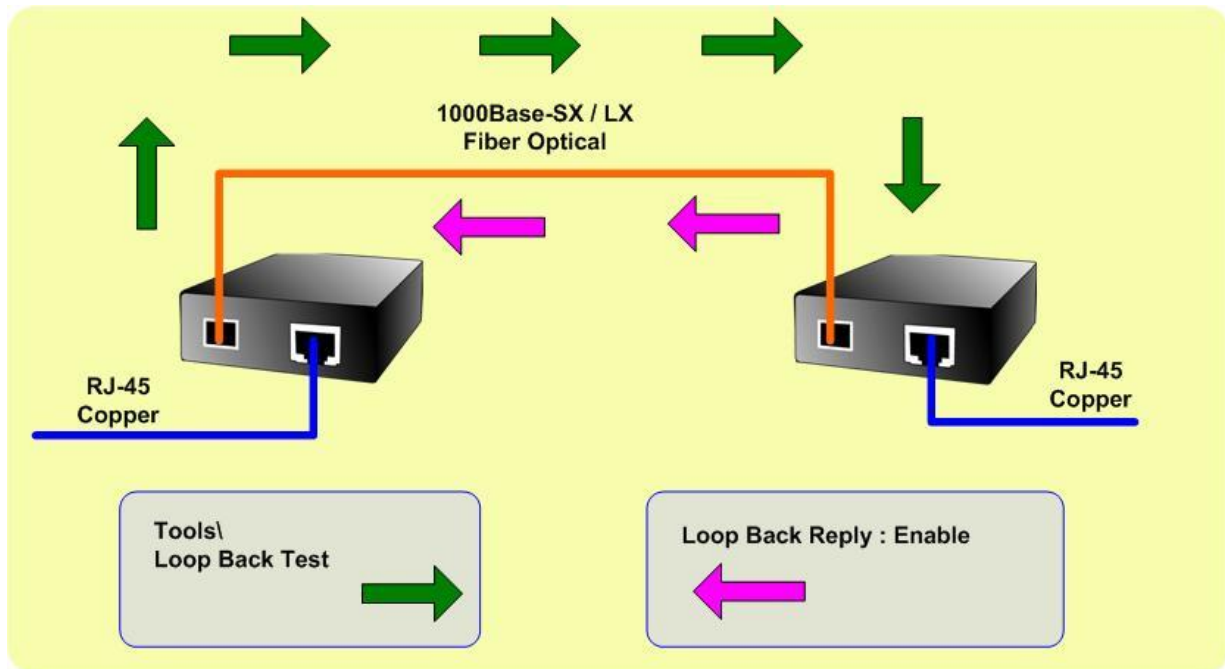 1000Base-SX / LX
Fiber Optical
RJ-45
Copper
RJ-45
Copper
Tools\
Loop Back Test
Loop Back Reply : Enable